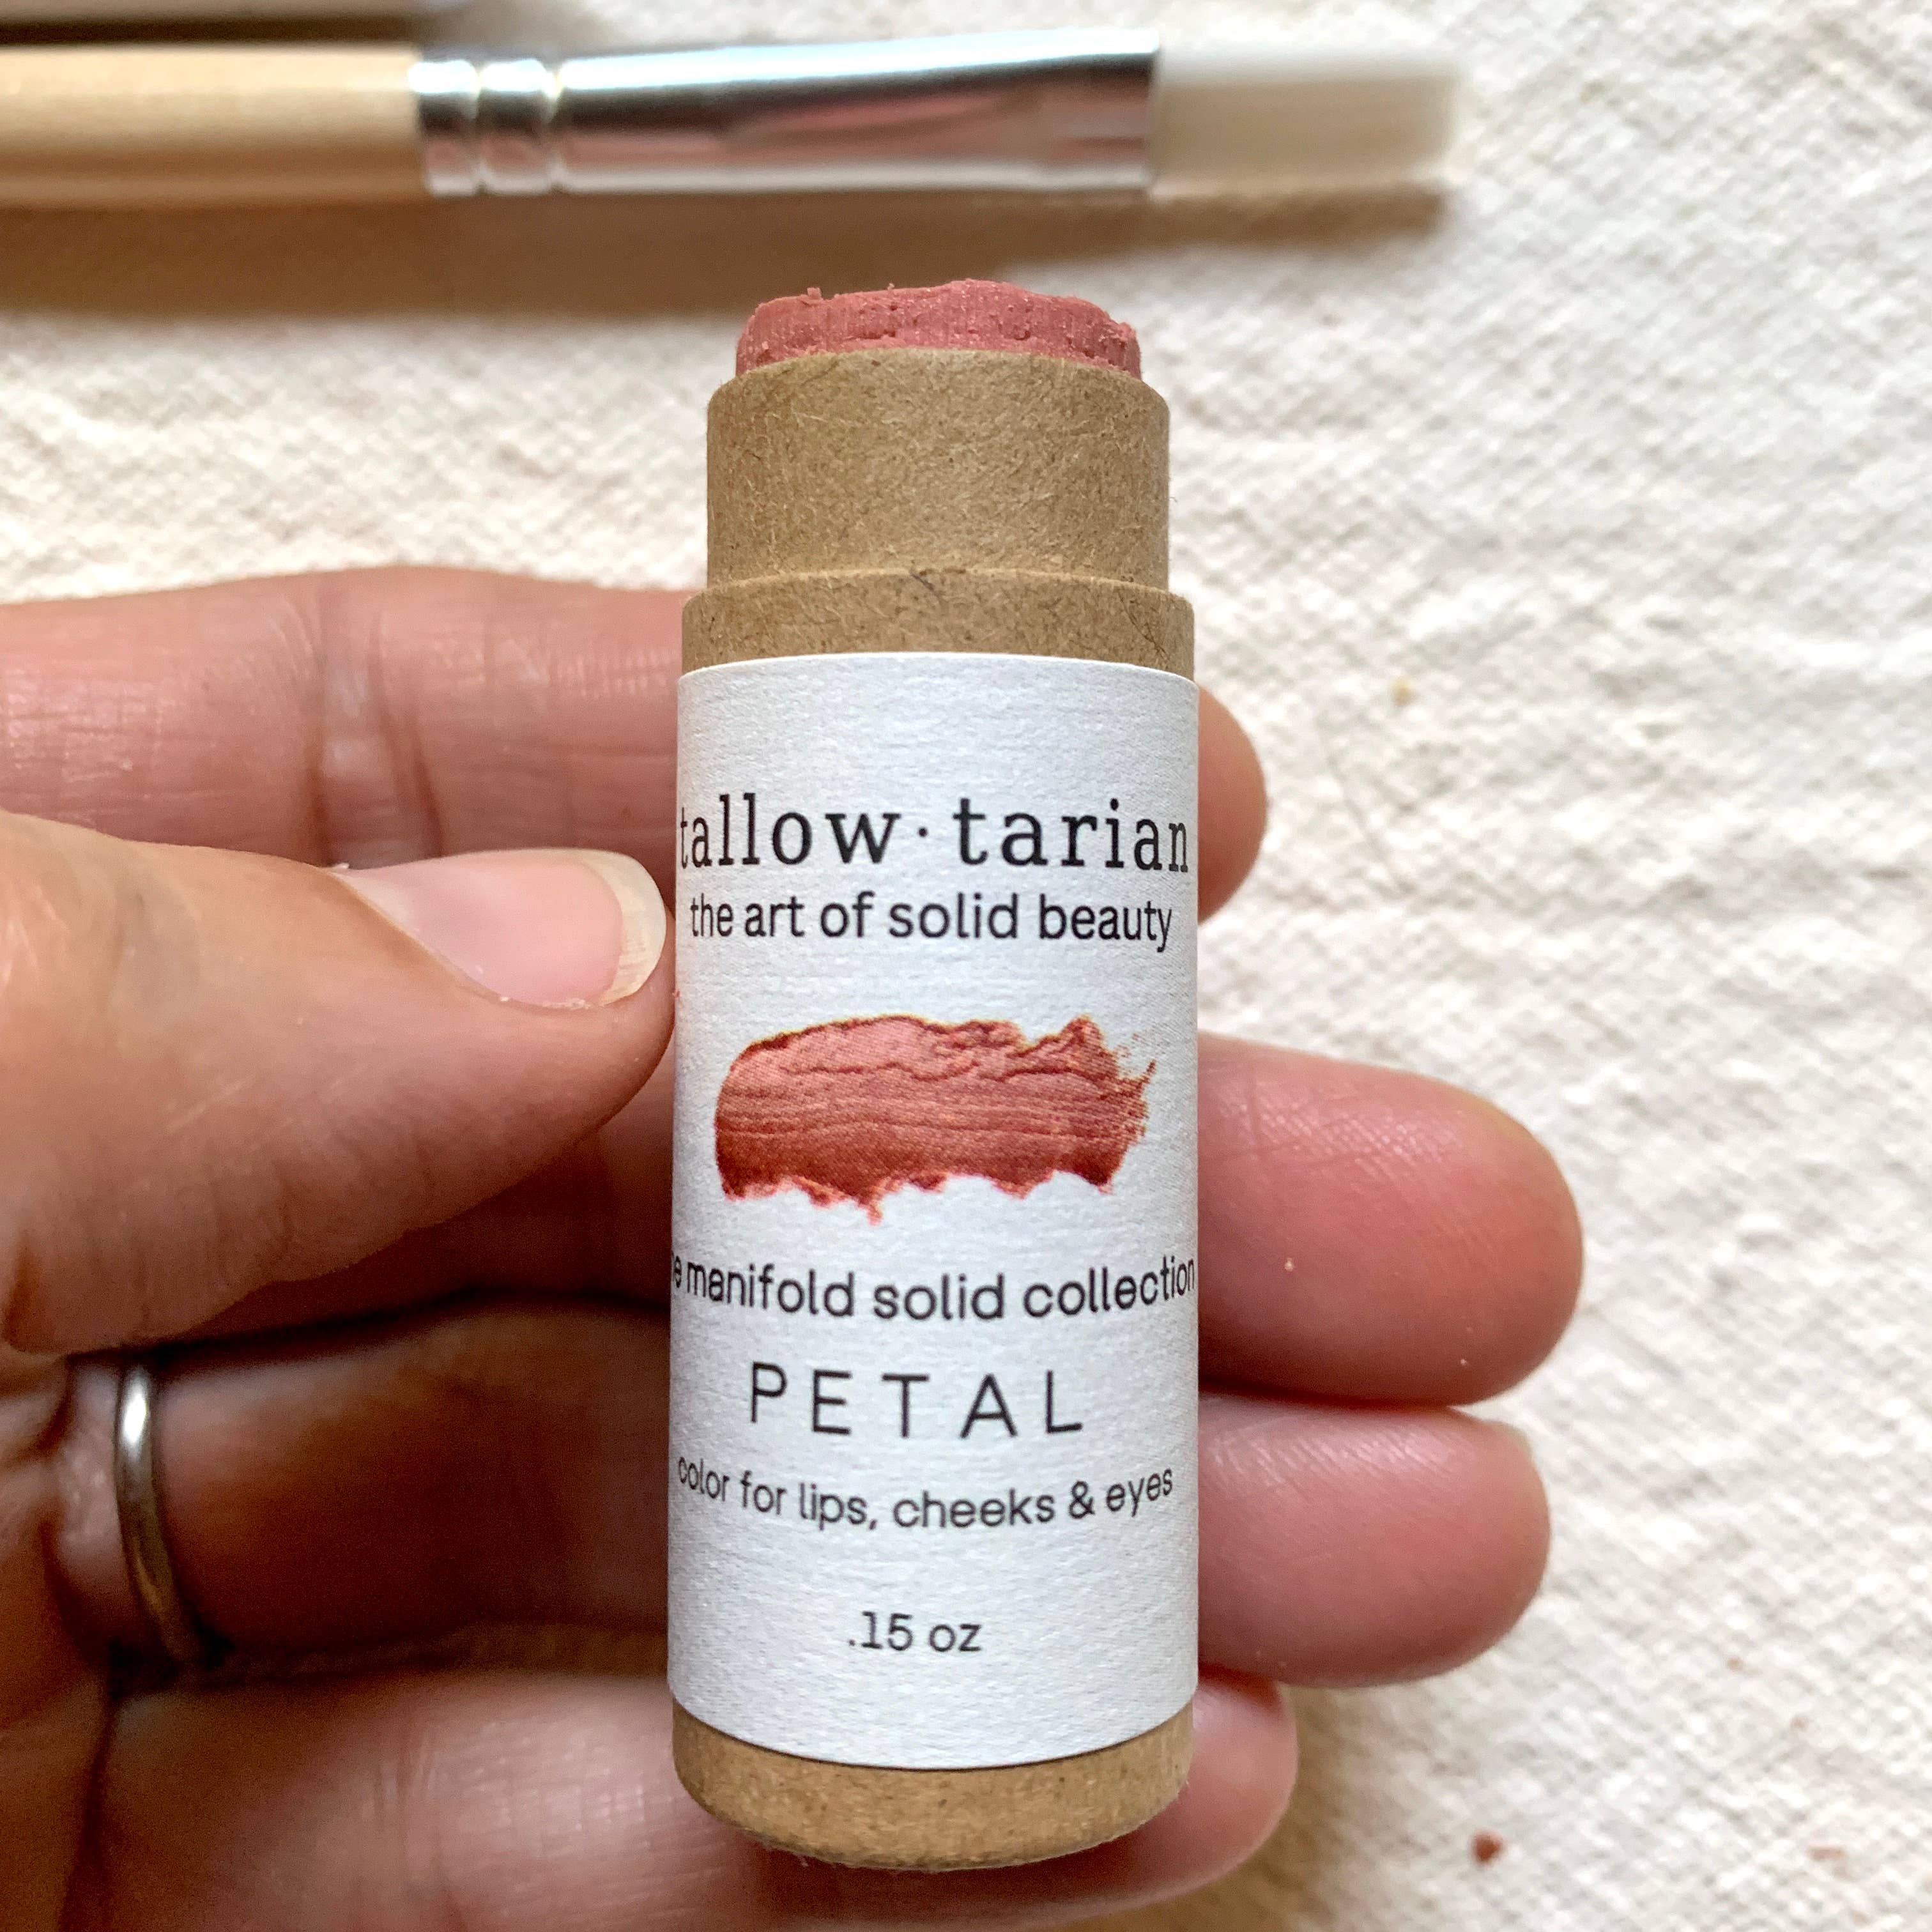 tallow·tarian
the art of solid beauty
manifold solid collection
PETAL
color for lips, cheeks & eyes
.15 oz